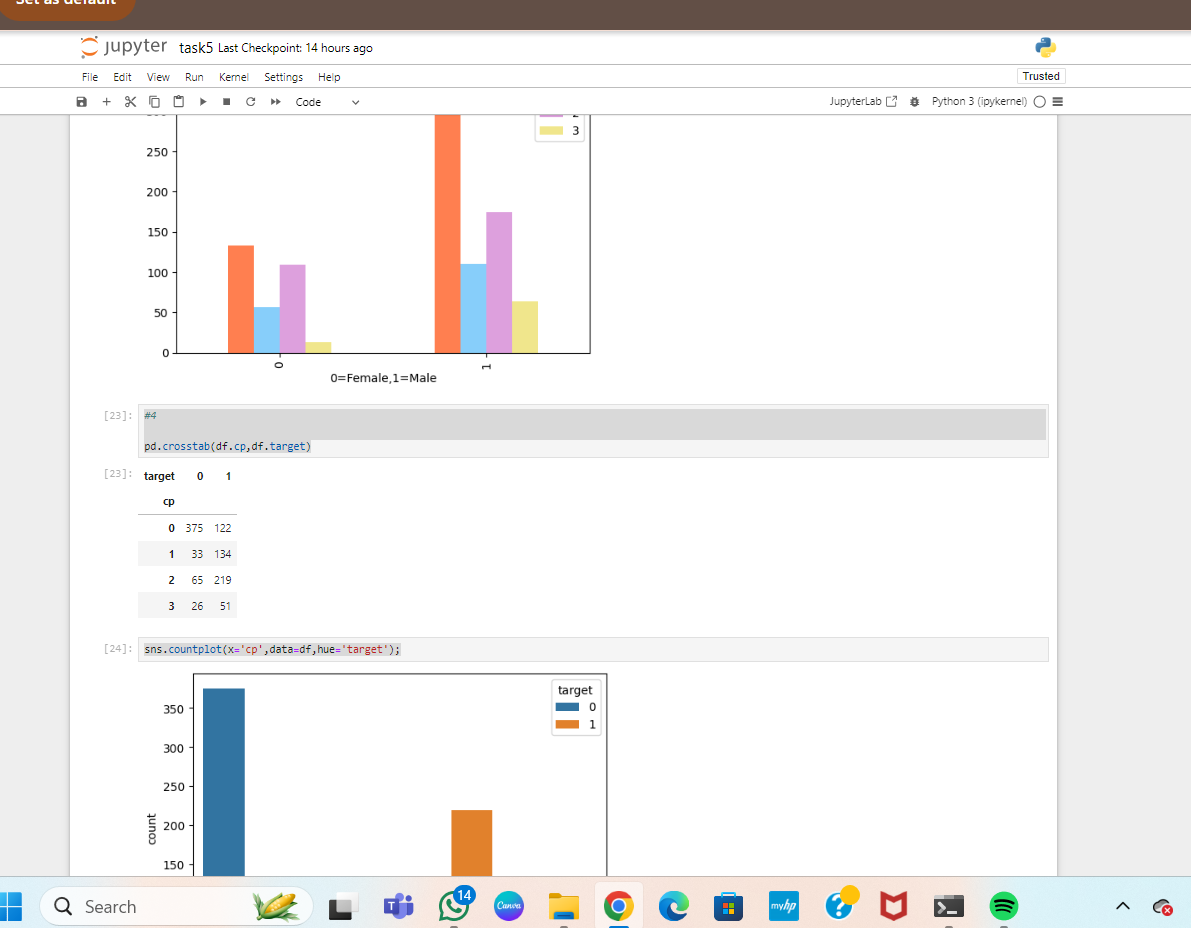 Set as default
jupyter task5 Last Checkpoint: 14 hours ago
File Edit View Run Kernel Settings Help
Trusted
Code
JupyterLab
Python 3 (ipykernel)
2
3
300
250
200
150
100
50
0
0 1
0=Female,1=Male
[23]: #4
pd.crosstab(df.cp,df.target)
[23]: target 0 1
cp
0 375 122
1 33 134
2 65 219
3 26 51
[24]: sns.countplot(x='cp',data=df,hue='target');
target
0
1
350
300
250
200
150
count
Search
14
Canva
myhp